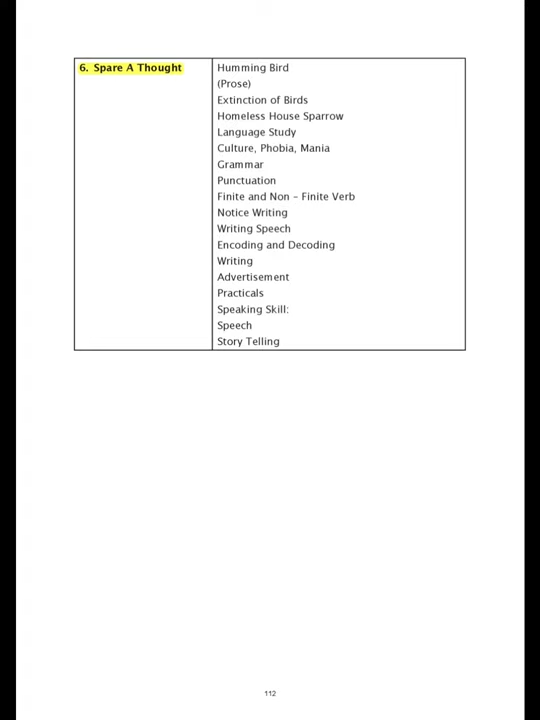 6. Spare A Thought
Humming Bird
(Prose)
Extinction of Birds
Homeless House Sparrow
Language Study
Culture, Phobia, Mania
Grammar
Punctuation
Finite and Non – Finite Verb
Notice Writing
Writing Speech
Encoding and Decoding
Writing
Advertisement
Practicals
Speaking Skill:
Speech
Story Telling
112